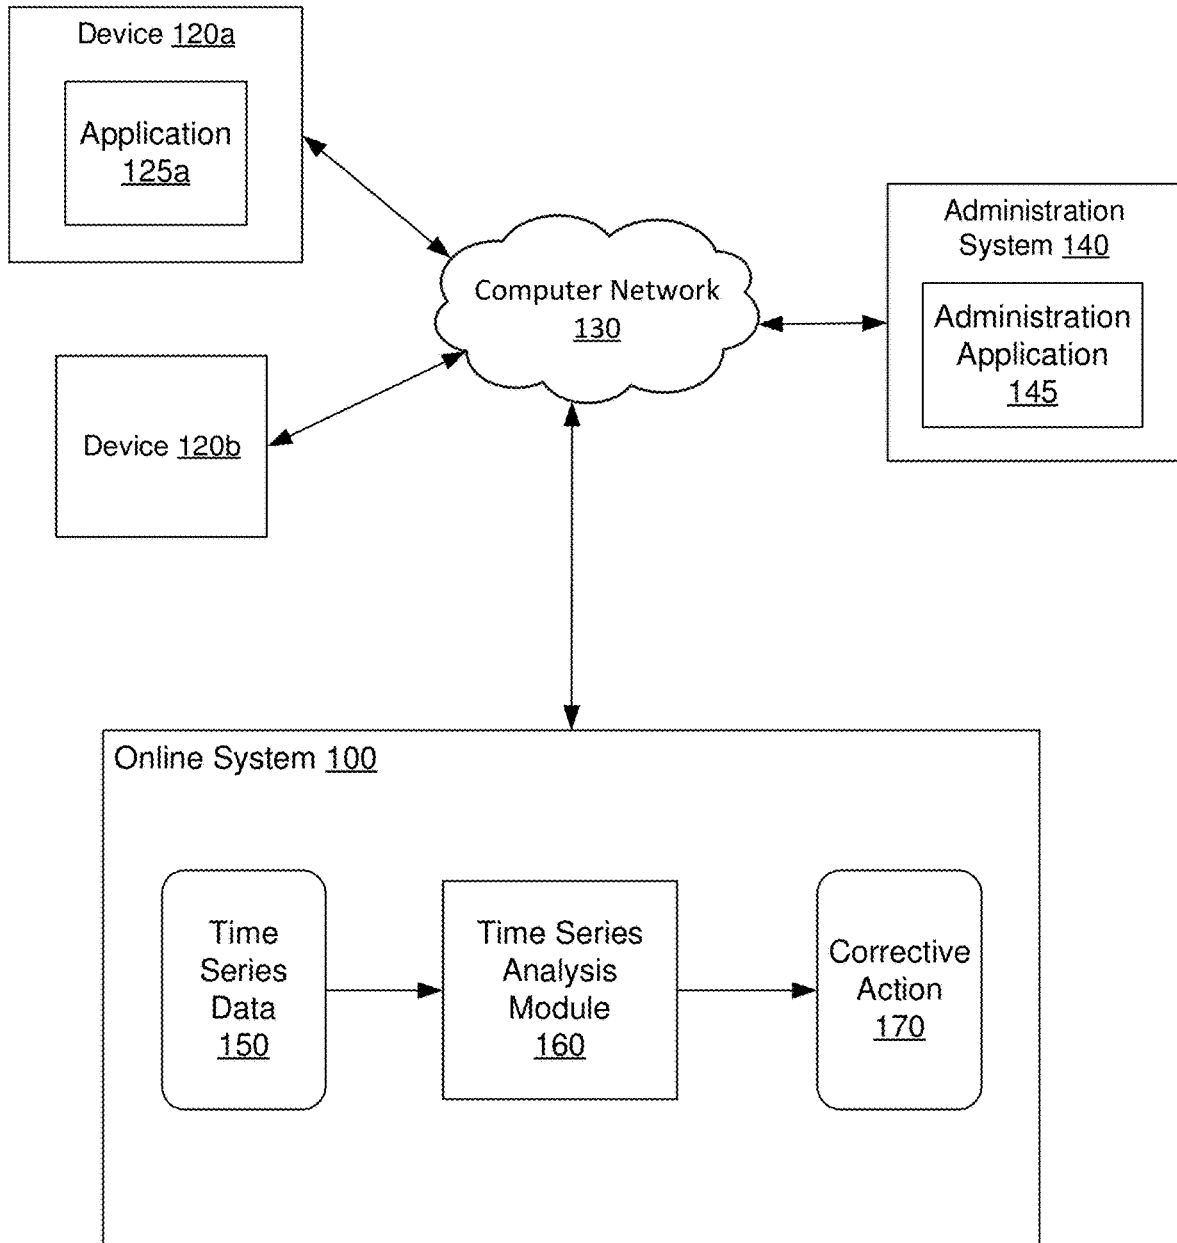 Device 120a
Application
125a
Computer Network
130
Administration
System 140
Administration
Application
145
Device 120b
Online System 100
Time
Series
Data
150
Time Series
Analysis
Module
160
Corrective
Action
170